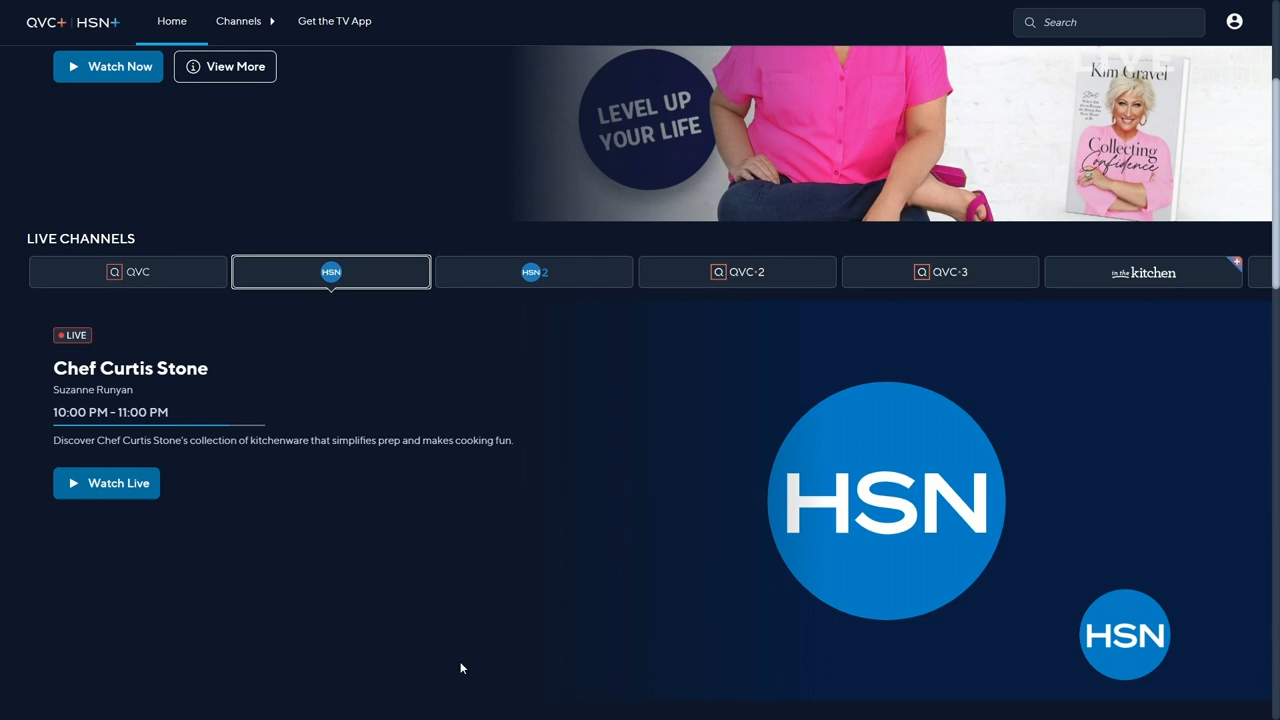 QVC+ | HSN+
Home
Channels
Get the TV App
Search
Watch Now
View More
LEVEL UP
YOUR LIFE
LIVE
Kim Gravel
Collecting
Confidence
LIVE CHANNELS
Q QVC
HSN
HSN 2
Q QVC•2
Q QVC•3
in the kitchen
LIVE
Chef Curtis Stone
Suzanne Runyan
10:00 PM - 11:00 PM
Discover Chef Curtis Stone's collection of kitchenware that simplifies prep and makes cooking fun.
Watch Live
HSN
HSN